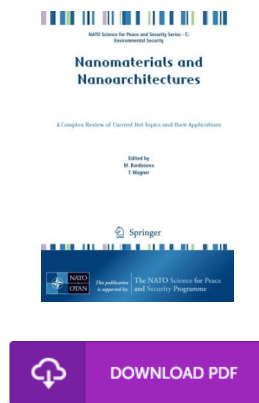 NATO Science for Peace and Security Series - C:
Environmental Security
Nanomaterials and
Nanoarchitectures
A Complex Review of Current Hot Topics and their Applications
Edited by
M. Bardosova
T. Wagner
Springer
NATO
OTAN
This publication
is supported by
The NATO Science for Peace
and Security Programme
DOWNLOAD PDF